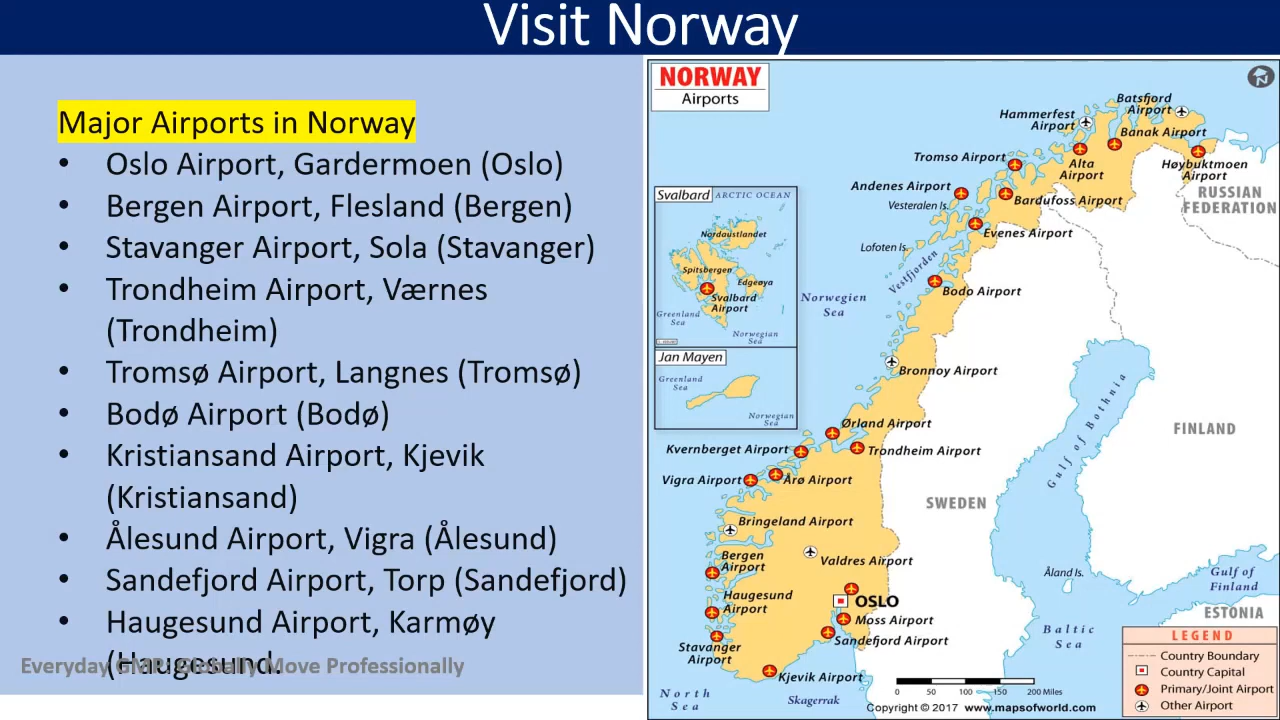 Visit Norway
Major Airports in Norway
• Oslo Airport, Gardermoen (Oslo)
• Bergen Airport, Flesland (Bergen)
• Stavanger Airport, Sola (Stavanger)
• Trondheim Airport, Værnes
(Trondheim)
• Tromsø Airport, Langnes (Tromsø)
• Bodø Airport (Bodø)
• Kristiansand Airport, Kjevik
(Kristiansand)
• Ålesund Airport, Vigra (Ålesund)
• Sandefjord Airport, Torp (Sandefjord)
• Haugesund Airport, Karmøy
(Haugesund.
Everyday GMP: Globally Move Professionally
NORWAY
Airports
N
Batsfjord
Airport
Hammerfest
Airport
Banak Airport
Tromso Airport
Alta
Airport
Høybuktmoen
Airport
RUSSIAN
FEDERATION
Andenes Airport
Bardufoss Airport
Vesteralen Is.
Evenes Airport
Lofoten Is.
Vestfjorden
Bodo Airport
Norwegien
Sea
Svalbard
ARCTIC OCEAN
Nordaustlandet
Spitsbergen
Edgeøya
Svalbard
Airport
Greenland
Sea
Norwegian
Sea
Jan Mayen
Greenland
Sea
Norwegian
Sea
Bronnoy Airport
Ørland Airport
Kvernberget Airport
Trondheim Airport
Vigra Airport
Årø Airport
Gulf of Bothnia
FINLAND
SWEDEN
Bringeland Airport
Valdres Airport
Bergen
Airport
Haugesund
Airport
OSLO
Moss Airport
Sandefjord Airport
Stavanger
Airport
Kjevik Airport
Åland Is.
Gulf of
Finland
ESTONIA
Baltic
Sea
North
Sea
Skagerrak
0 50 100 150 200 Miles
Copyright © 2017 www.mapsofworld.com
LEGEND
Country Boundary
Country Capital
Primary/Joint Airport
Other Airport